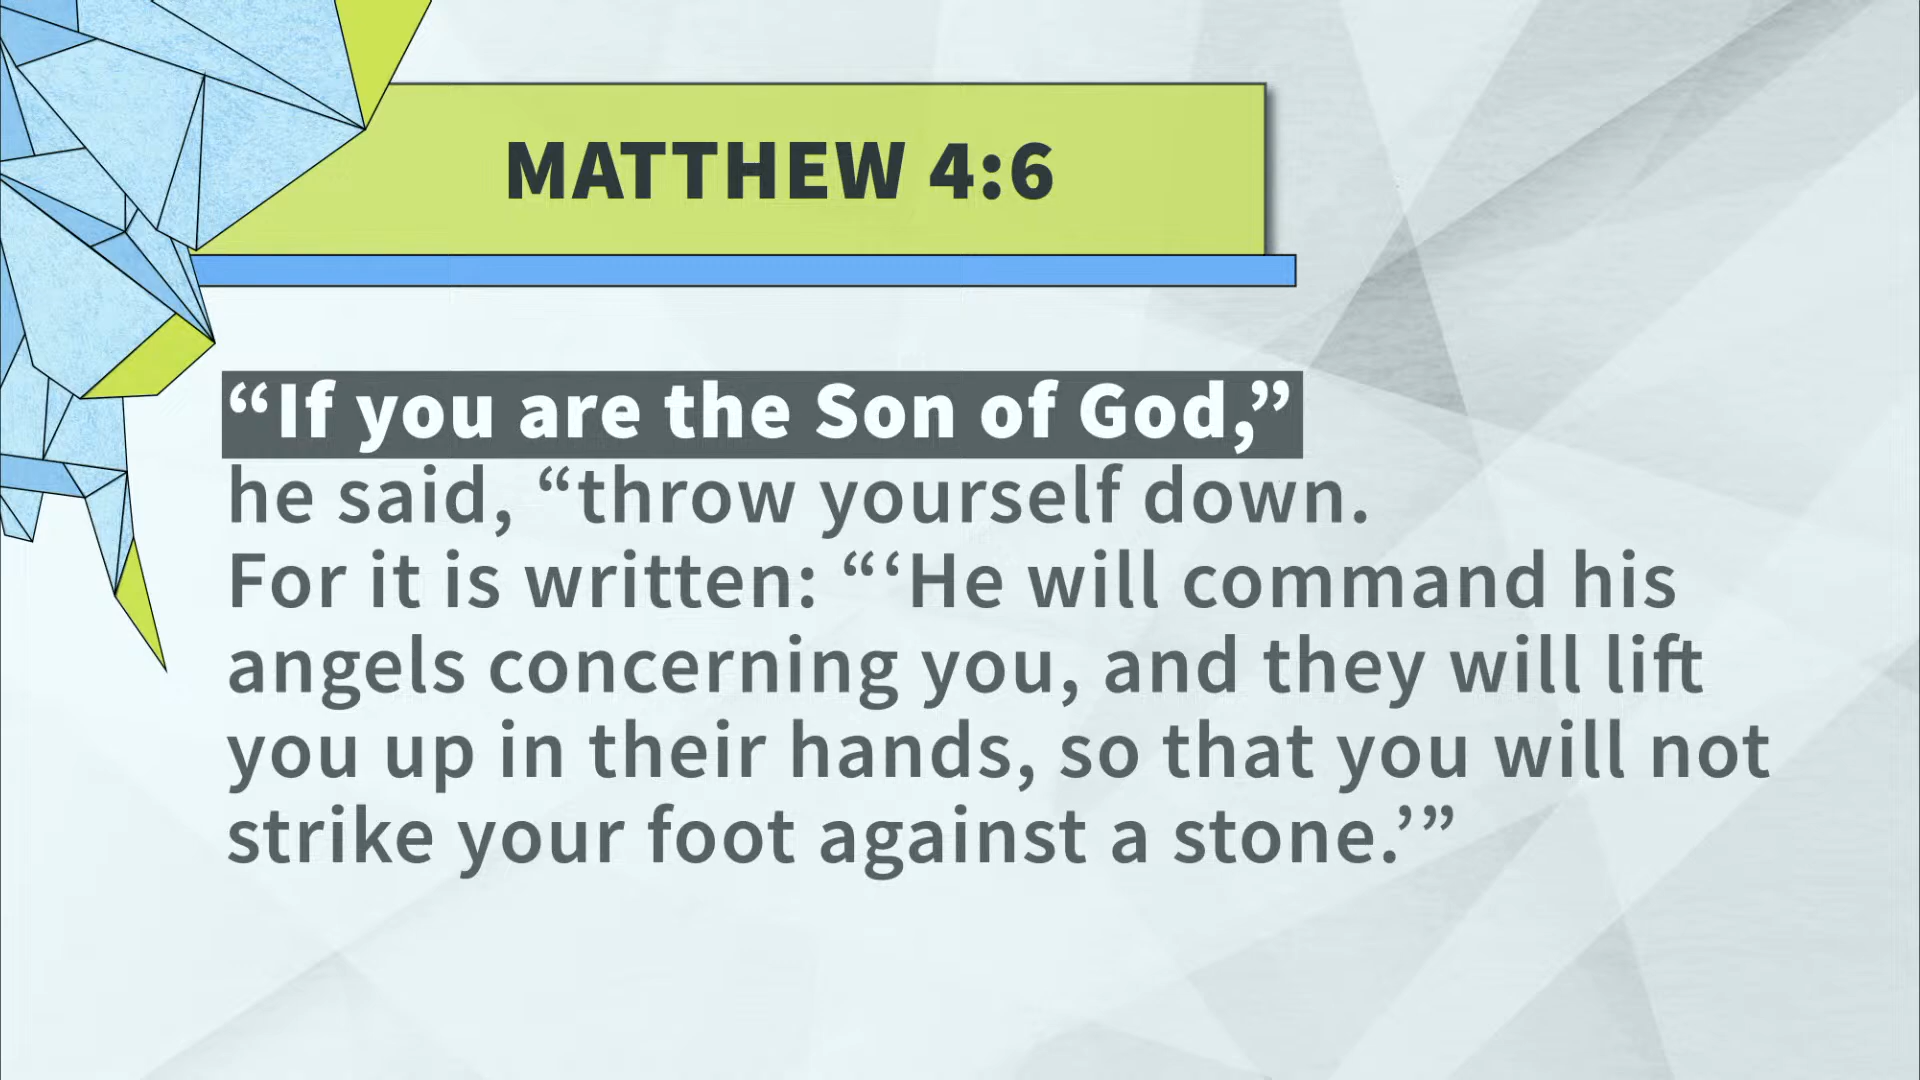 MATTHEW 4:6
“If you are the Son of God,”
he said, “throw yourself down.
For it is written: “‘He will command his
angels concerning you, and they will lift
you up in their hands, so that you will not
strike your foot against a stone.’”